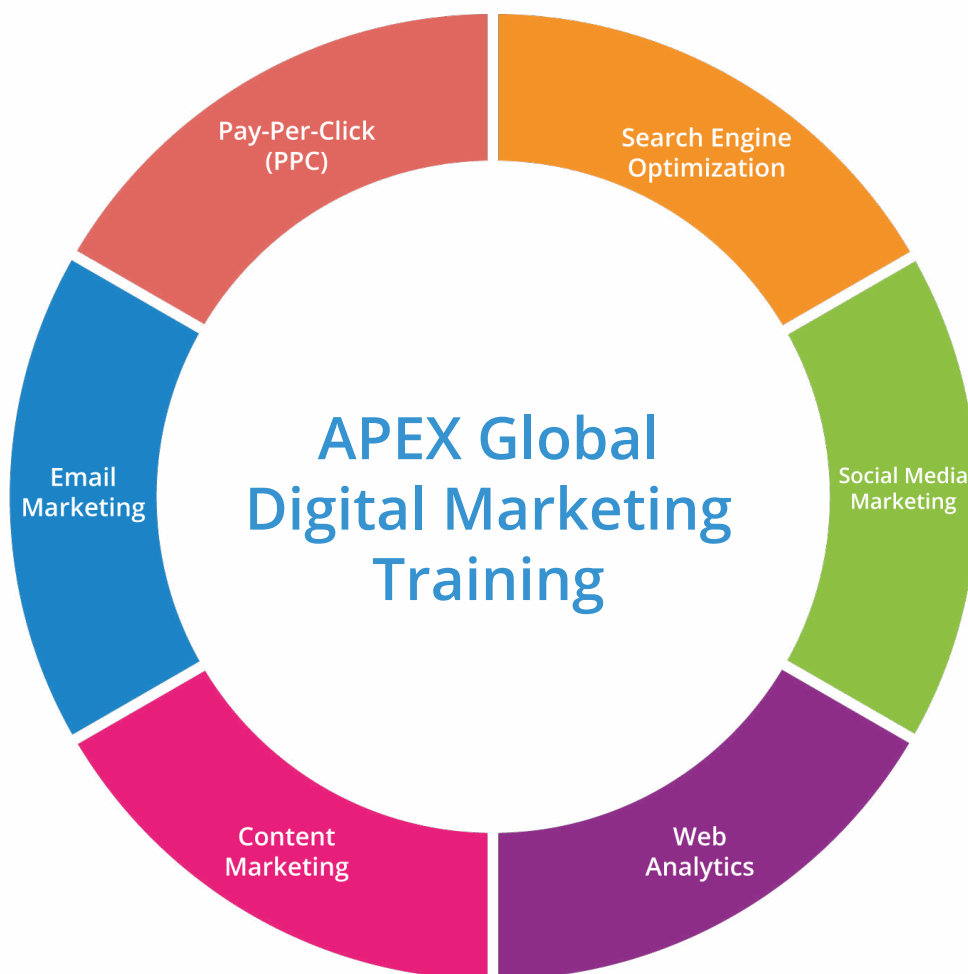 Pay-Per-Click
(PPC)
Search Engine
Optimization
Email
Marketing
APEX Global
Digital Marketing
Training
Social Media
Marketing
Content
Marketing
Web
Analytics